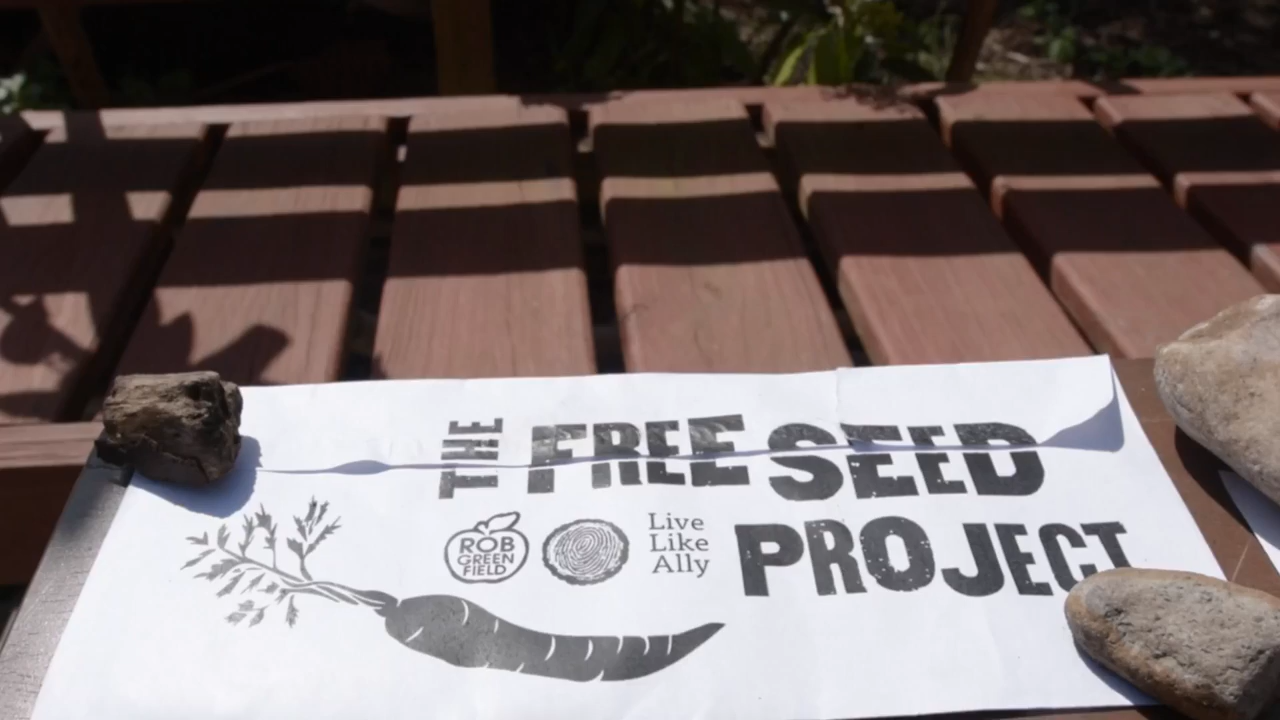 THE FREE SEED
PROJECT
ROB
GREEN
FIELD
Live
Like
Ally